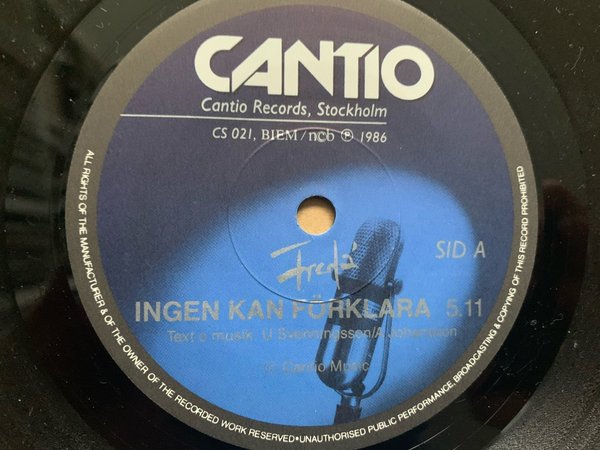 CANTIO
Cantio Records, Stockholm
CS 021, BIEM/ncb Ⓟ 1986
Freda'
SID A
INGEN KAN FÖRKLARA 5.11
Text o musik: U
© Cantio Music
ALL RIGHTS OF THE MANUFACTURER & OF THE OWNER OF THE RECORDED WORK RESERVED•UNAUTHORISED PUBLIC PERFORMANCE, BROADCASTING & COPYING OF THIS RECORD PROHIBITED